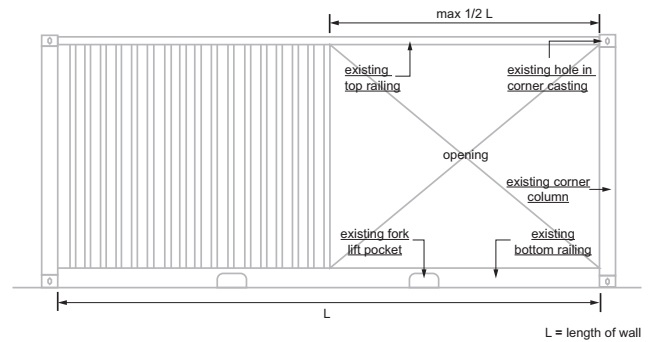 max 1/2 L
existing
top railing
existing hole in
corner casting
opening
existing corner
column
existing fork
lift pocket
existing
bottom railing
L
L = length of wall